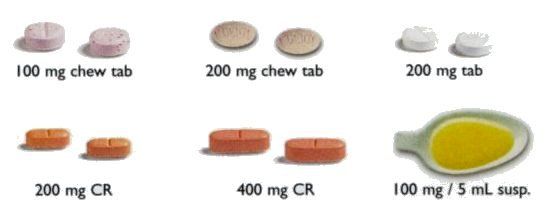 100 mg chew tab
200 mg chew tab
200 mg tab
200 mg CR
400 mg CR
100 mg / 5 mL susp.